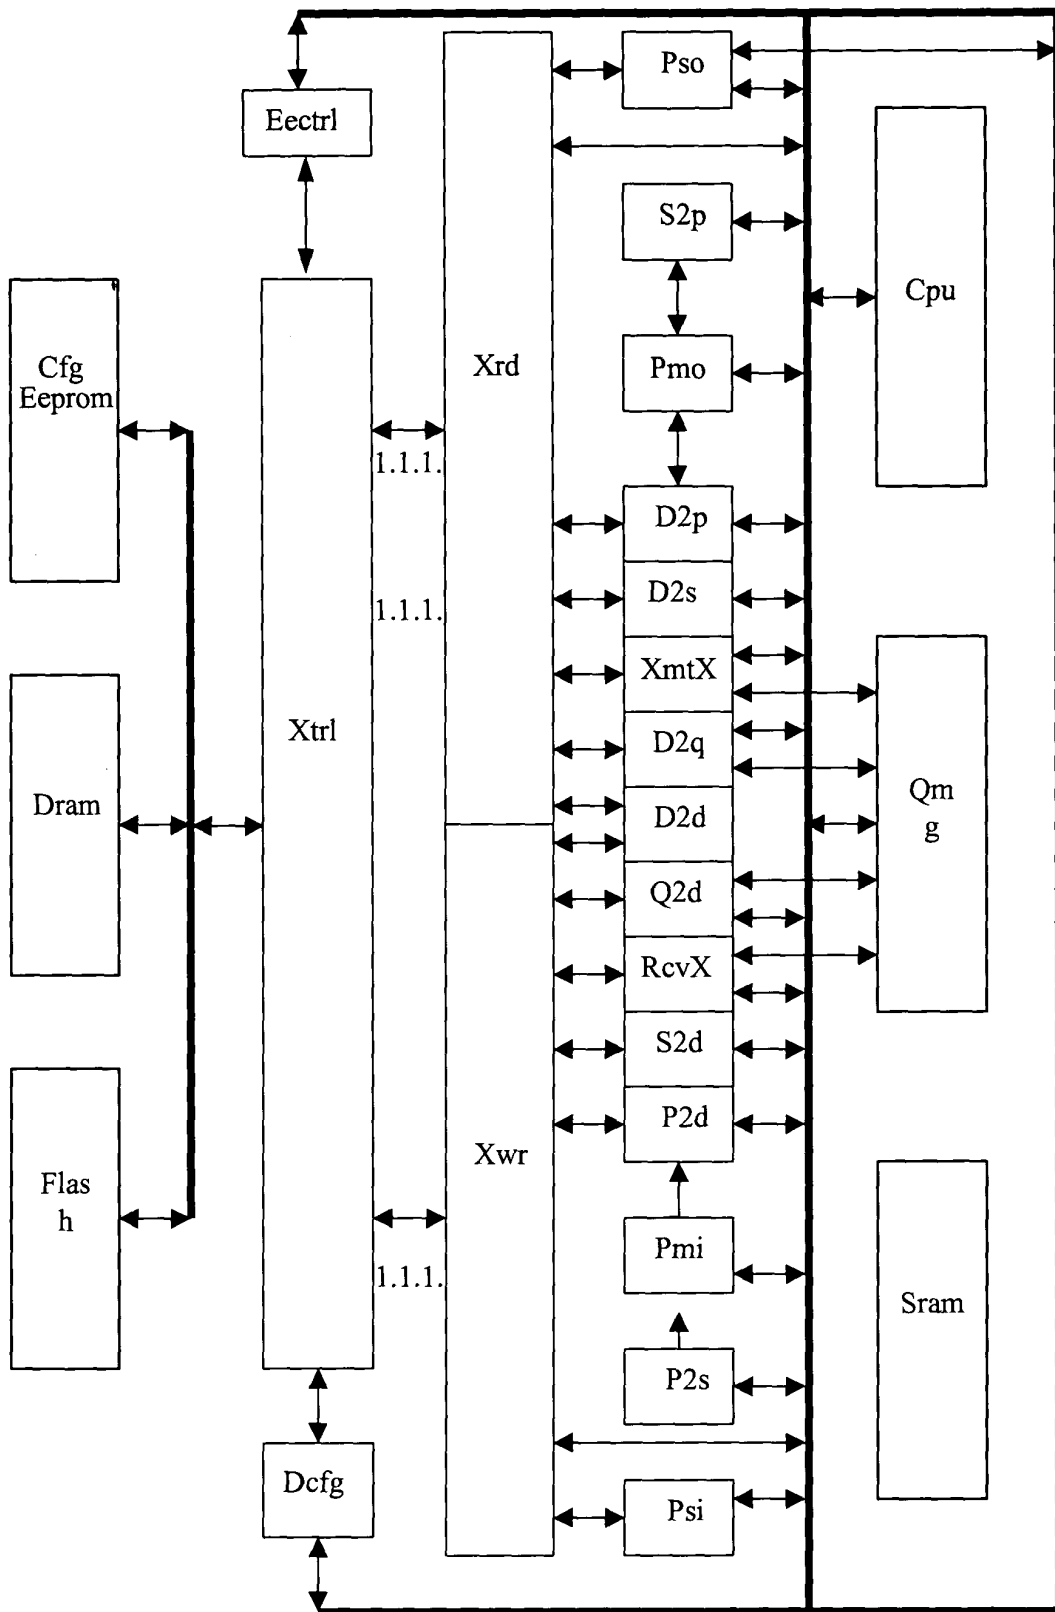 Pso
Eectrl
S2p
Cpu
Cfg
Eeprom
Xrd
Pmo
1.1.1.
D2p
D2s
1.1.1.
XmtX
Xtrl
D2q
Dram
D2d
Qm
g
Q2d
RcvX
S2d
P2d
Xwr
Flas
h
Pmi
1.1.1.
Sram
P2s
Dcfg
Psi